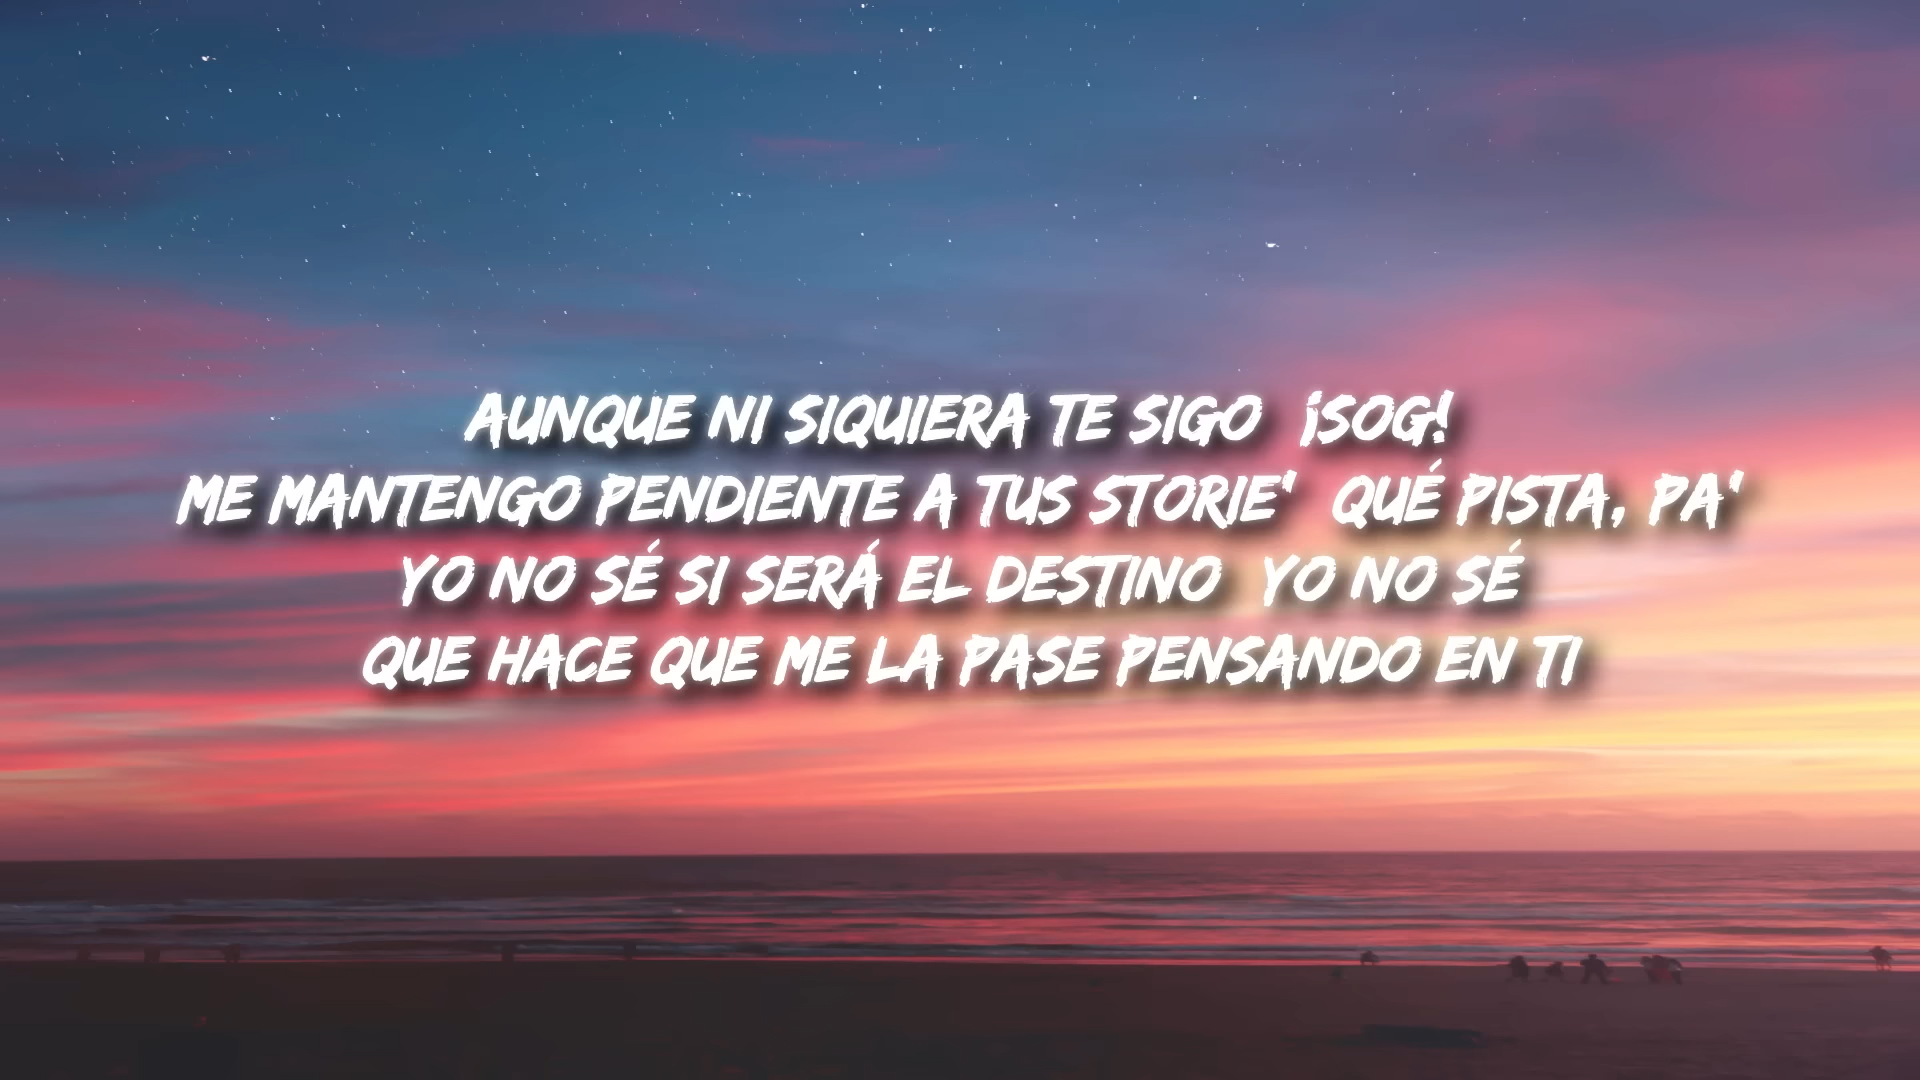 AUNQUE NI SIQUIERA TE SIGO ¡SOG!
ME MANTENGO PENDIENTE A TUS STORIE' QUÉ PISTA, PA'
YO NO SÉ SI SERÁ EL DESTINO YO NO SÉ
QUE HACE QUE ME LA PASE PENSANDO EN TI